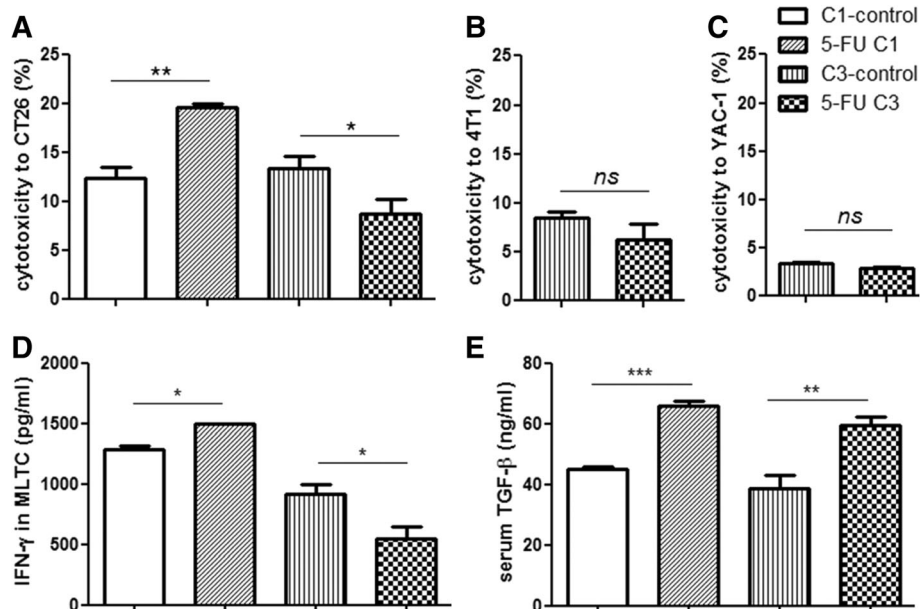 A
cytotoxicity to CT26 (%)
25
20
15
10
5
0
**
*
B
cytotoxicity to 4T1 (%)
25
20
15
10
5
0
ns
C
cytotoxicity to YAC-1 (%)
25
20
15
10
5
0
ns
C1-control
5-FU C1
C3-control
5-FU C3
D
IFN-γ in MLTC (pg/ml)
2000
1500
1000
500
0
*
*
E
serum TGF-β (ng/ml)
80
60
40
20
0
***
**